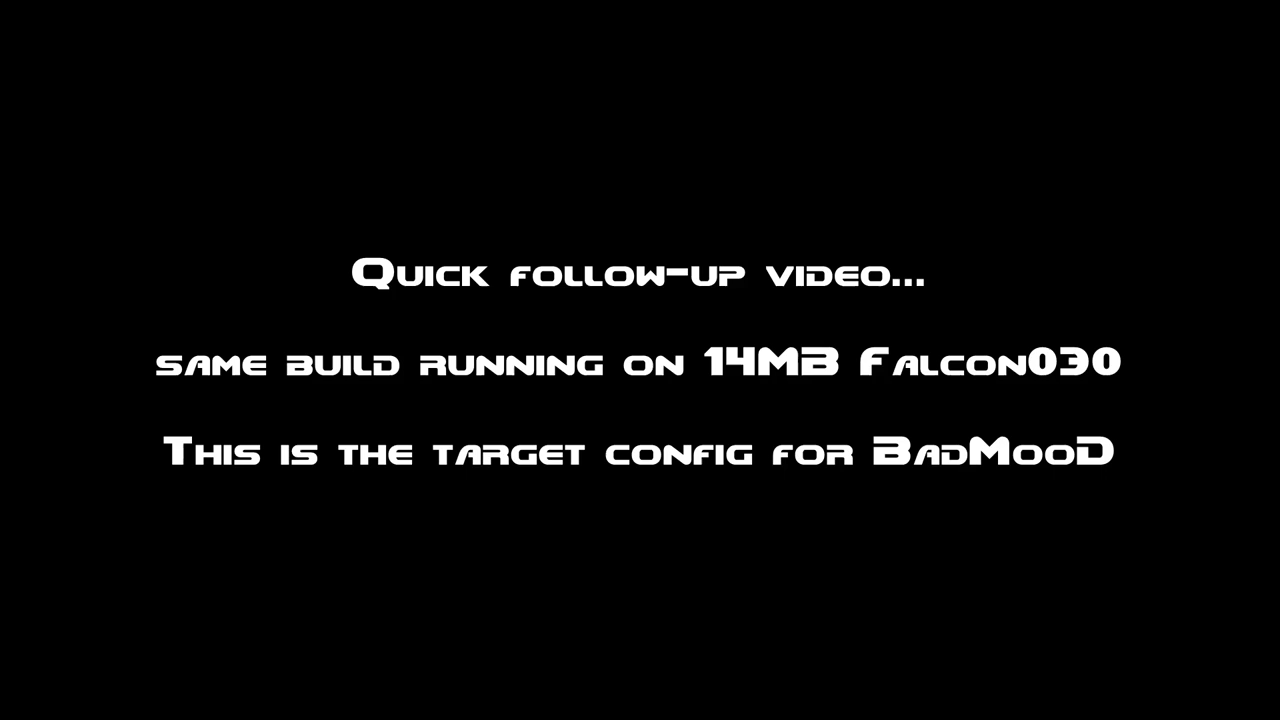 Quick follow-up video...
same build running on 14MB Falcon030
This is the target config for BadMooD